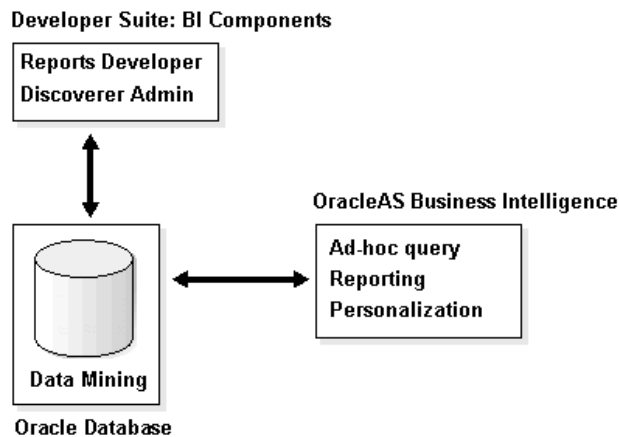 Developer Suite: BI Components
Reports Developer
Discoverer Admin
OracleAS Business Intelligence
Ad-hoc query
Reporting
Personalization
Data Mining
Oracle Database